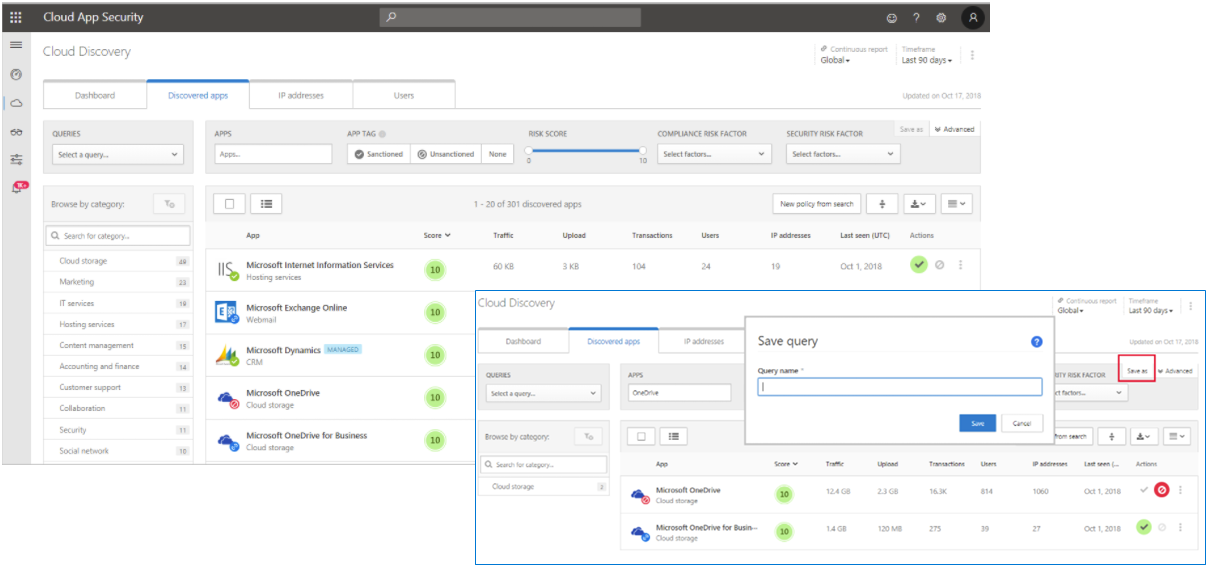 Cloud App Security
?
Cloud Discovery
Continuous report
Global
Timeframe
Last 90 days
Dashboard
Discovered apps
IP addresses
Users
Updated on Oct 17, 2018
QUERIES
Select a query...
APPS
Apps...
APP TAG
Sanctioned
Unsanctioned
None
RISK SCORE
0
10
COMPLIANCE RISK FACTOR
Select factors...
SECURITY RISK FACTOR
Select factors...
Save as
Advanced
Browse by category:
Search for category...
Cloud storage 49
Marketing 23
IT services 19
Hosting services 17
Content management 15
Accounting and finance 14
Customer support 12
Collaboration 11
Security 11
Social network 10
1 - 20 of 301 discovered apps
New policy from search
App Score Traffic Upload Transactions Users IP addresses Last seen (UTC) Actions
Microsoft Internet Information Services
Hosting services
10 60 KB 3 KB 104 24 19 Oct 1, 2018
Microsoft Exchange Online
Webmail
10
Microsoft Dynamics MANAGED
CRM
10
Microsoft OneDrive
Cloud storage
10
Microsoft OneDrive for Business
Cloud storage
10
Cloud Discovery
Continuous report
Global
Timeframe
Last 90 days
Dashboard
Discovered apps
IP addresses
Updated on Oct 17, 2018
QUERIES
Select a query...
APPS
OneDrive
Save query
?
Query name *
Save
Cancel
RITY RISK FACTOR
ct factors...
Save as
Advanced
Browse by category:
Search for category...
Cloud storage 2
from search
App Score Traffic Upload Transactions Users IP addresses Last seen (... Actions
Microsoft OneDrive
Cloud storage
10 12.4 GB 2.3 GB 16.3K 814 1060 Oct 1, 2018
Microsoft OneDrive for Busin...
Cloud storage
10 1.4 GB 120 MB 275 39 27 Oct 1, 2018